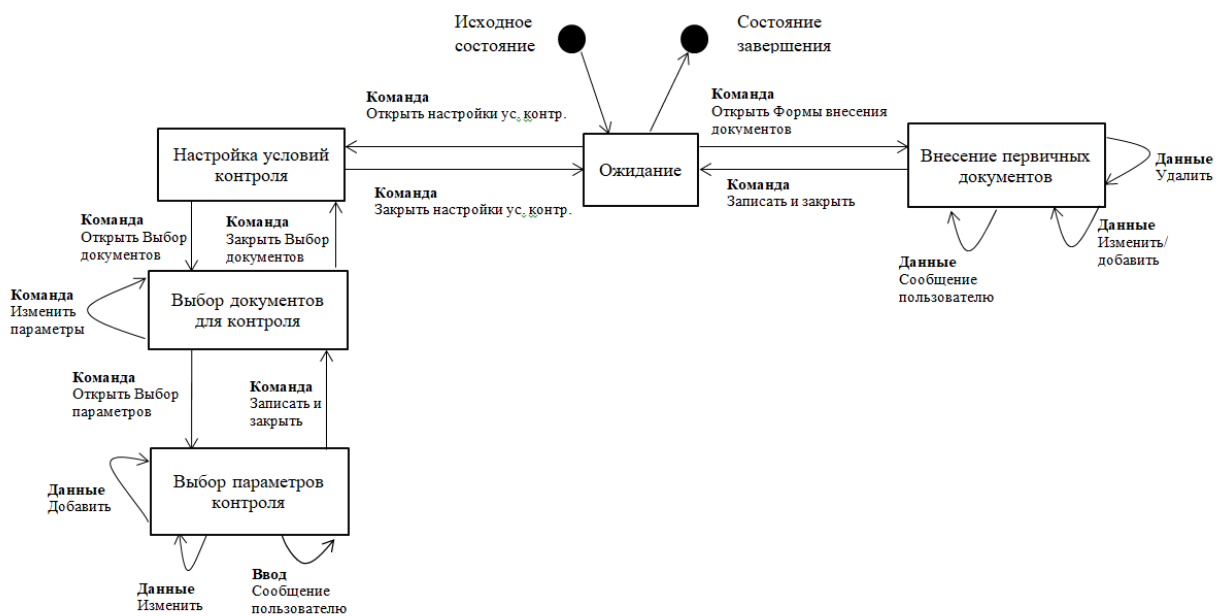 Исходное
состояние
Состояние
завершения
Команда
Открыть настройки ус. контр.
Команда
Открыть Формы внесения
документов
Настройка условий
контроля
Ожидание
Внесение первичных
документов
Данные
Удалить
Команда
Закрыть настройки ус. контр.
Команда
Записать и закрыть
Команда
Открыть Выбор
документов
Команда
Закрыть Выбор
документов
Данные
Изменить/
добавить
Данные
Сообщение
пользователю
Команда
Изменить
параметры
Выбор документов
для контроля
Команда
Открыть Выбор
параметров
Команда
Записать и
закрыть
Выбор параметров
контроля
Данные
Добавить
Данные
Изменить
Ввод
Сообщение
пользователю